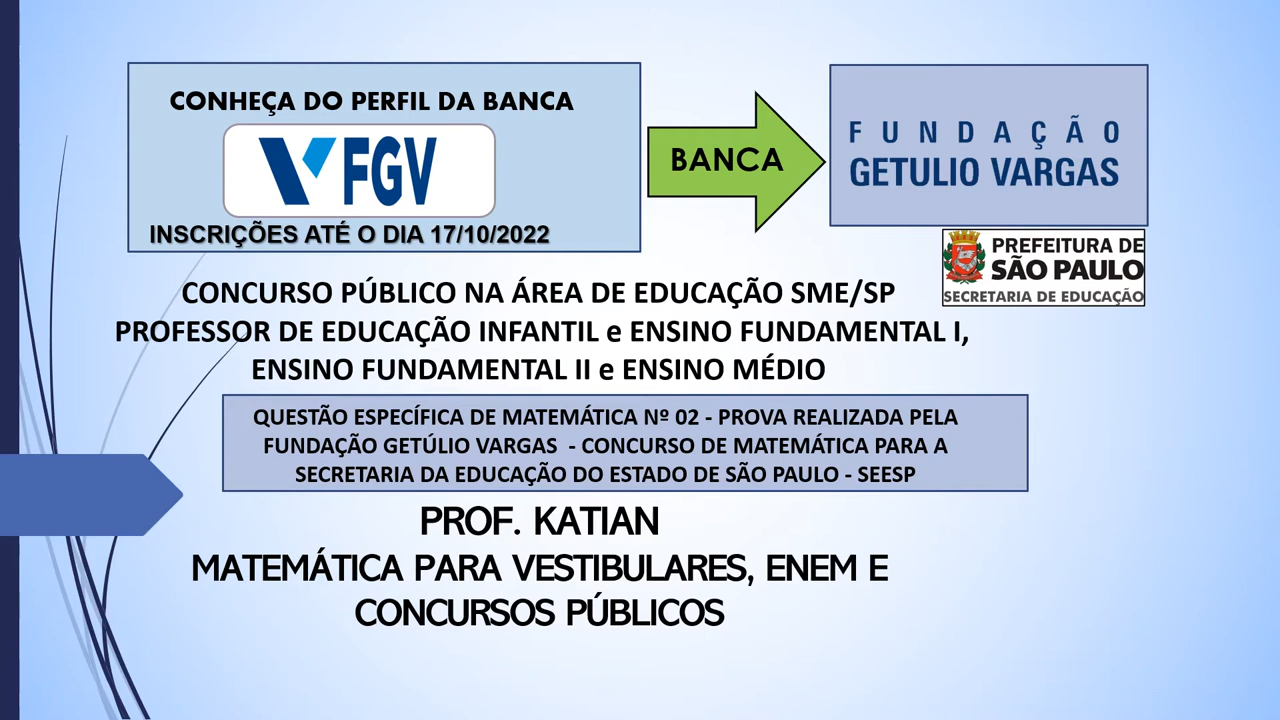 CONHEÇA DO PERFIL DA BANCA
FGV
INSCRIÇÕES ATÉ O DIA 17/10/2022
BANCA
FUNDAÇÃO
GETULIO VARGAS
PREFEITURA DE
SÃO PAULO
SECRETARIA DE EDUCAÇÃO
CONCURSO PÚBLICO NA ÁREA DE EDUCAÇÃO SME/SP
PROFESSOR DE EDUCAÇÃO INFANTIL e ENSINO FUNDAMENTAL I,
ENSINO FUNDAMENTAL II e ENSINO MÉDIO
QUESTÃO ESPECÍFICA DE MATEMÁTICA Nº 02 - PROVA REALIZADA PELA
FUNDAÇÃO GETÚLIO VARGAS - CONCURSO DE MATEMÁTICA PARA A
SECRETARIA DA EDUCAÇÃO DO ESTADO DE SÃO PAULO - SEESP
PROF. KATIAN
MATEMÁTICA PARA VESTIBULARES, ENEM E
CONCURSOS PÚBLICOS